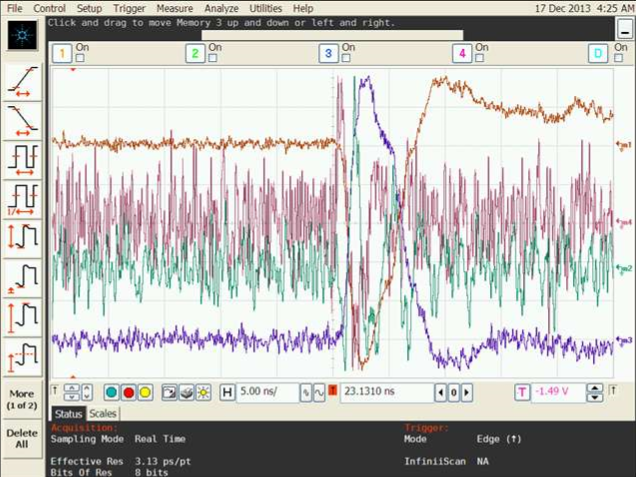 File Control Setup Trigger Measure Analyze Utilities Help 17 Dec 2013 4:25 AM
Click and drag to move Memory 3 up and down or left and right.
1 On 2 On 3 On 4 On D On
m1
m4
m2
m3
1/
More
(1 of 2)
Delete
All
H 5.00 ns/ 23.1310 ns 0 T -1.49 V
Status Scales
Acquisition: Trigger:
Sampling Mode Real Time Mode Edge (↑)
Effective Res 3.13 ps/pt InfiniiScan NA
Bits Of Res 8 bits